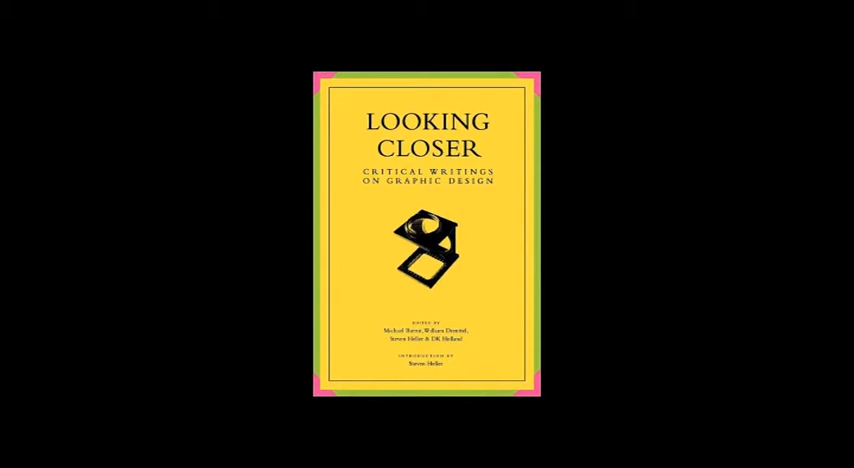 LOOKING
CLOSER
CRITICAL WRITINGS
ON GRAPHIC DESIGN
EDITED BY
Michael Bierut, William Drenttel,
Steven Heller & DK Holland
INTRODUCTION BY
Steven Heller